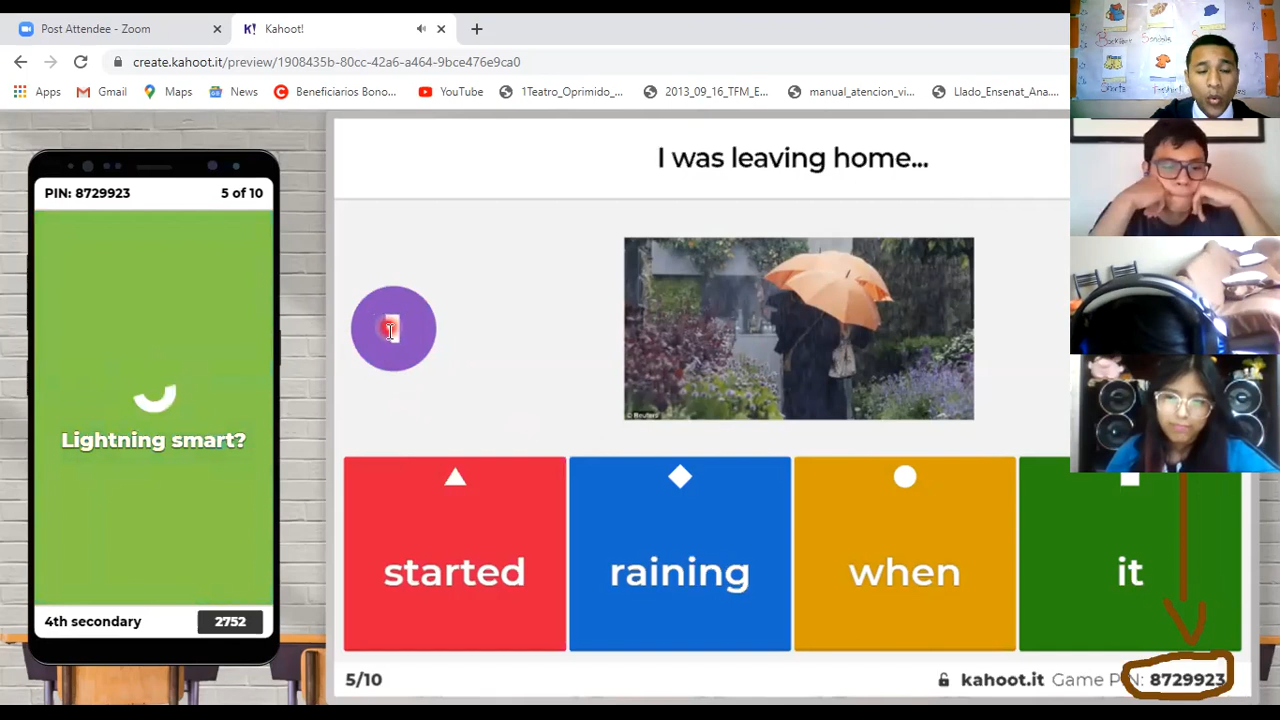 Post Attendee - Zoom
Kahoot!
create.kahoot.it/preview/1908435b-80cc-42a6-
Apps
Gmail
Maps
News
Beneficiarios Bono...
YouTube
1Teatro_Oprimido_...
2013_09_16_TFM_E...
manual_atencion_vi...
Llado_Ensenat_Ana...
PIN: 8729923
5 of 10
Lightning smart?
4th secondary
2752
I was leaving home...
© Reuters
started
raining
when
it
5/10
kahoot.it Game PIN: 8729923